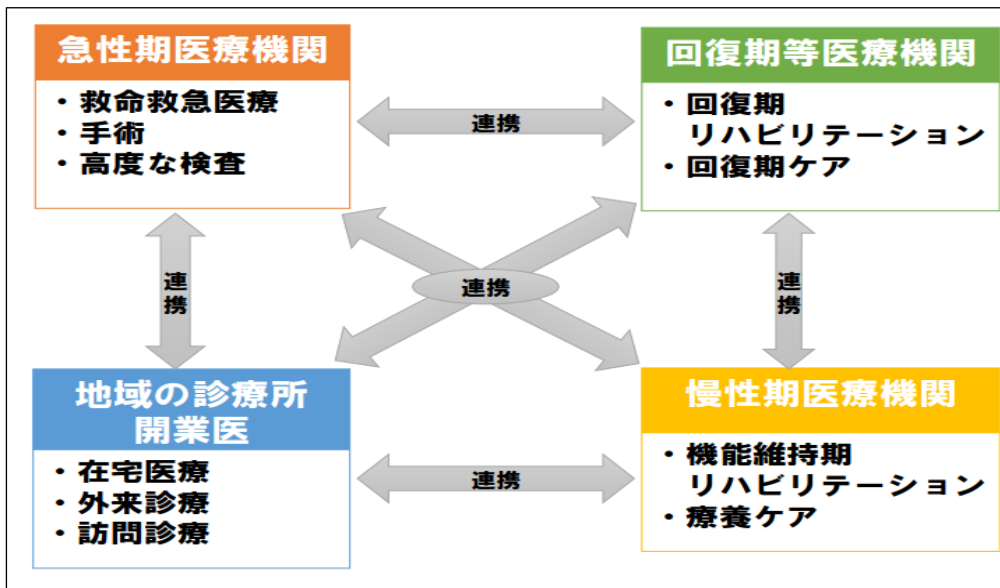 急性期医療機関
・救命救急医療
・手術
・高度な検査
連携
回復期等医療機関
・回復期
リハビリテーション
・回復期ケア
連携
連携
連携
地域の診療所
開業医
・在宅医療
・外来診療
・訪問診療
連携
慢性期医療機関
・機能維持期
リハビリテーション
・療養ケア